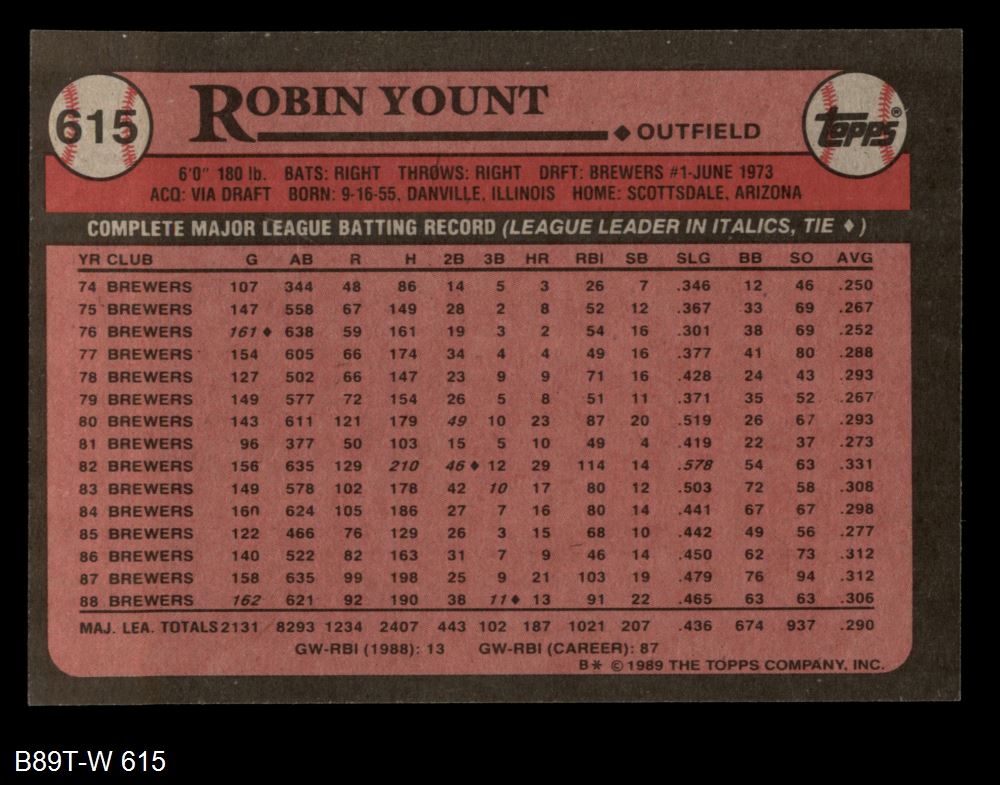 615
ROBIN YOUNT
◆ OUTFIELD
Topps®
6'0" 180 lb. BATS: RIGHT THROWS: RIGHT DRFT: BREWERS #1-JUNE 1973
ACQ: VIA DRAFT BORN: 9-16-55, DANVILLE, ILLINOIS HOME: SCOTTSDALE, ARIZONA
COMPLETE MAJOR LEAGUE BATTING RECORD (LEAGUE LEADER IN ITALICS, TIE ♦)
YR CLUB G AB R H 2B 3B HR RBI SB SLG BB SO AVG
74 BREWERS 107 344 48 86 14 5 3 26 7 .346 12 46 .250
75 BREWERS 147 558 67 149 28 2 8 52 12 .367 33 69 .267
76 BREWERS 161♦ 638 59 161 19 3 2 54 16 .301 38 69 .252
77 BREWERS 154 605 66 174 34 4 4 49 16 .377 41 80 .288
78 BREWERS 127 502 66 147 23 9 9 71 16 .428 24 43 .293
79 BREWERS 149 577 72 154 26 5 8 51 11 .371 35 52 .267
80 BREWERS 143 611 121 179 49 10 23 87 20 .519 26 67 .293
81 BREWERS 96 377 50 103 15 5 10 49 4 .419 22 37 .273
82 BREWERS 156 635 129 210 46♦ 12 29 114 14 .578 54 63 .331
83 BREWERS 149 578 102 178 42 10 17 80 12 .503 72 58 .308
84 BREWERS 160 624 105 186 27 7 16 80 14 .441 67 67 .298
85 BREWERS 122 466 76 129 26 3 15 68 10 .442 49 56 .277
86 BREWERS 140 522 82 163 31 7 9 46 14 .450 62 73 .312
87 BREWERS 158 635 99 198 25 9 21 103 19 .479 76 94 .312
88 BREWERS 162 621 92 190 38 11♦ 13 91 22 .465 63 63 .306
MAJ. LEA. TOTALS 2131 8293 1234 2407 443 102 187 1021 207 .436 674 937 .290
GW-RBI (1988): 13 GW-RBI (CAREER): 87
B* © 1989 THE TOPPS COMPANY, INC.
B89T-W 615